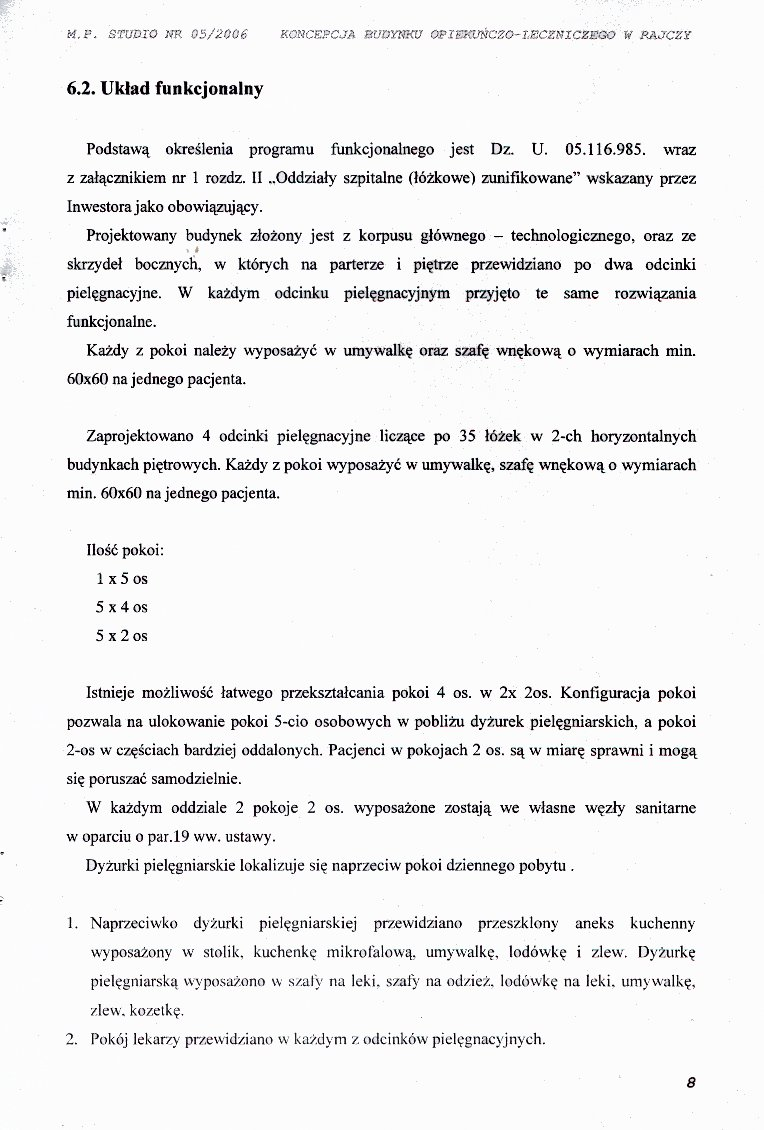 M.P. STUDIO NR 05/2006 KONCEPCJA BUDYNKU OPIEKUŃCZO-LECZNICZEGO W RAJCZY
6.2. Układ funkcjonalny
Podstawą określenia programu funkcjonalnego jest Dz. U. 05.116.985. wraz
z załącznikiem nr 1 rozdz. II „Oddziały szpitalne (łóżkowe) zunifikowane” wskazany przez
Inwestora jako obowiązujący.
Projektowany budynek złożony jest z korpusu głównego – technologicznego, oraz ze
skrzydeł bocznych, w których na parterze i piętrze przewidziano po dwa odcinki
pielęgnacyjne. W każdym odcinku pielęgnacyjnym przyjęto te same rozwiązania
funkcjonalne.
Każdy z pokoi należy wyposażyć w umywalkę oraz szafę wnękową o wymiarach min.
60x60 na jednego pacjenta.
Zaprojektowano 4 odcinki pielęgnacyjne liczące po 35 łóżek w 2-ch horyzontalnych
budynkach piętrowych. Każdy z pokoi wyposażyć w umywalkę, szafę wnękową o wymiarach
min. 60x60 na jednego pacjenta.
Ilość pokoi:
1 x 5 os
5 x 4 os
5 x 2 os
Istnieje możliwość łatwego przekształcania pokoi 4 os. w 2x 2os. Konfiguracja pokoi
pozwala na ulokowanie pokoi 5-cio osobowych w pobliżu dyżurek pielęgniarskich, a pokoi
2-os w częściach bardziej oddalonych. Pacjenci w pokojach 2 os. są w miarę sprawni i mogą
się poruszać samodzielnie.
W każdym oddziale 2 pokoje 2 os. wyposażone zostają we własne węzły sanitarne
w oparciu o par.19 ww. ustawy.
Dyżurki pielęgniarskie lokalizuje się naprzeciw pokoi dziennego pobytu .
1. Naprzeciwko dyżurki pielęgniarskiej przewidziano przeszklony aneks kuchenny
wyposażony w stolik, kuchenkę mikrofalową, umywalkę, lodówkę i zlew. Dyżurkę
pielęgniarską wyposażono w szafy na leki, szafy na odzież, lodówkę na leki, umywalkę,
zlew, kozetkę.
2. Pokój lekarzy przewidziano w każdym z odcinków pielęgnacyjnych.
8